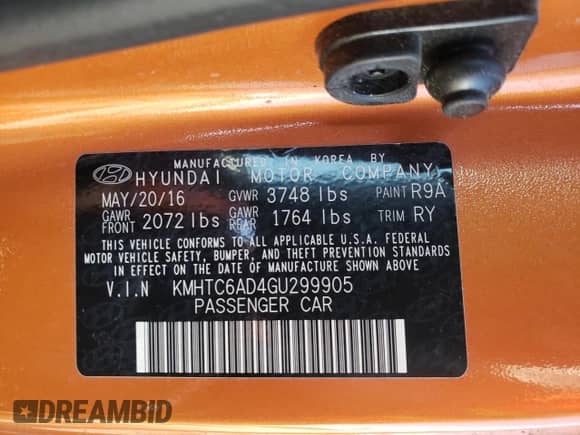 MANUFACTURED IN KOREA BY
HYUNDAI MOTOR COMPANY
MAY/20/16 GVWR 3748 lbs PAINT R9A
GAWR FRONT 2072 lbs GAWR REAR 1764 lbs TRIM RY
THIS VEHICLE CONFORMS TO ALL APPLICABLE U.S.A. FEDERAL
MOTOR VEHICLE SAFETY, BUMPER, AND THEFT PREVENTION STANDARDS
IN EFFECT ON THE DATE OF MANUFACTURE SHOWN ABOVE
V.I.N KMHTC6AD4GU299905
PASSENGER CAR
DREAMBID